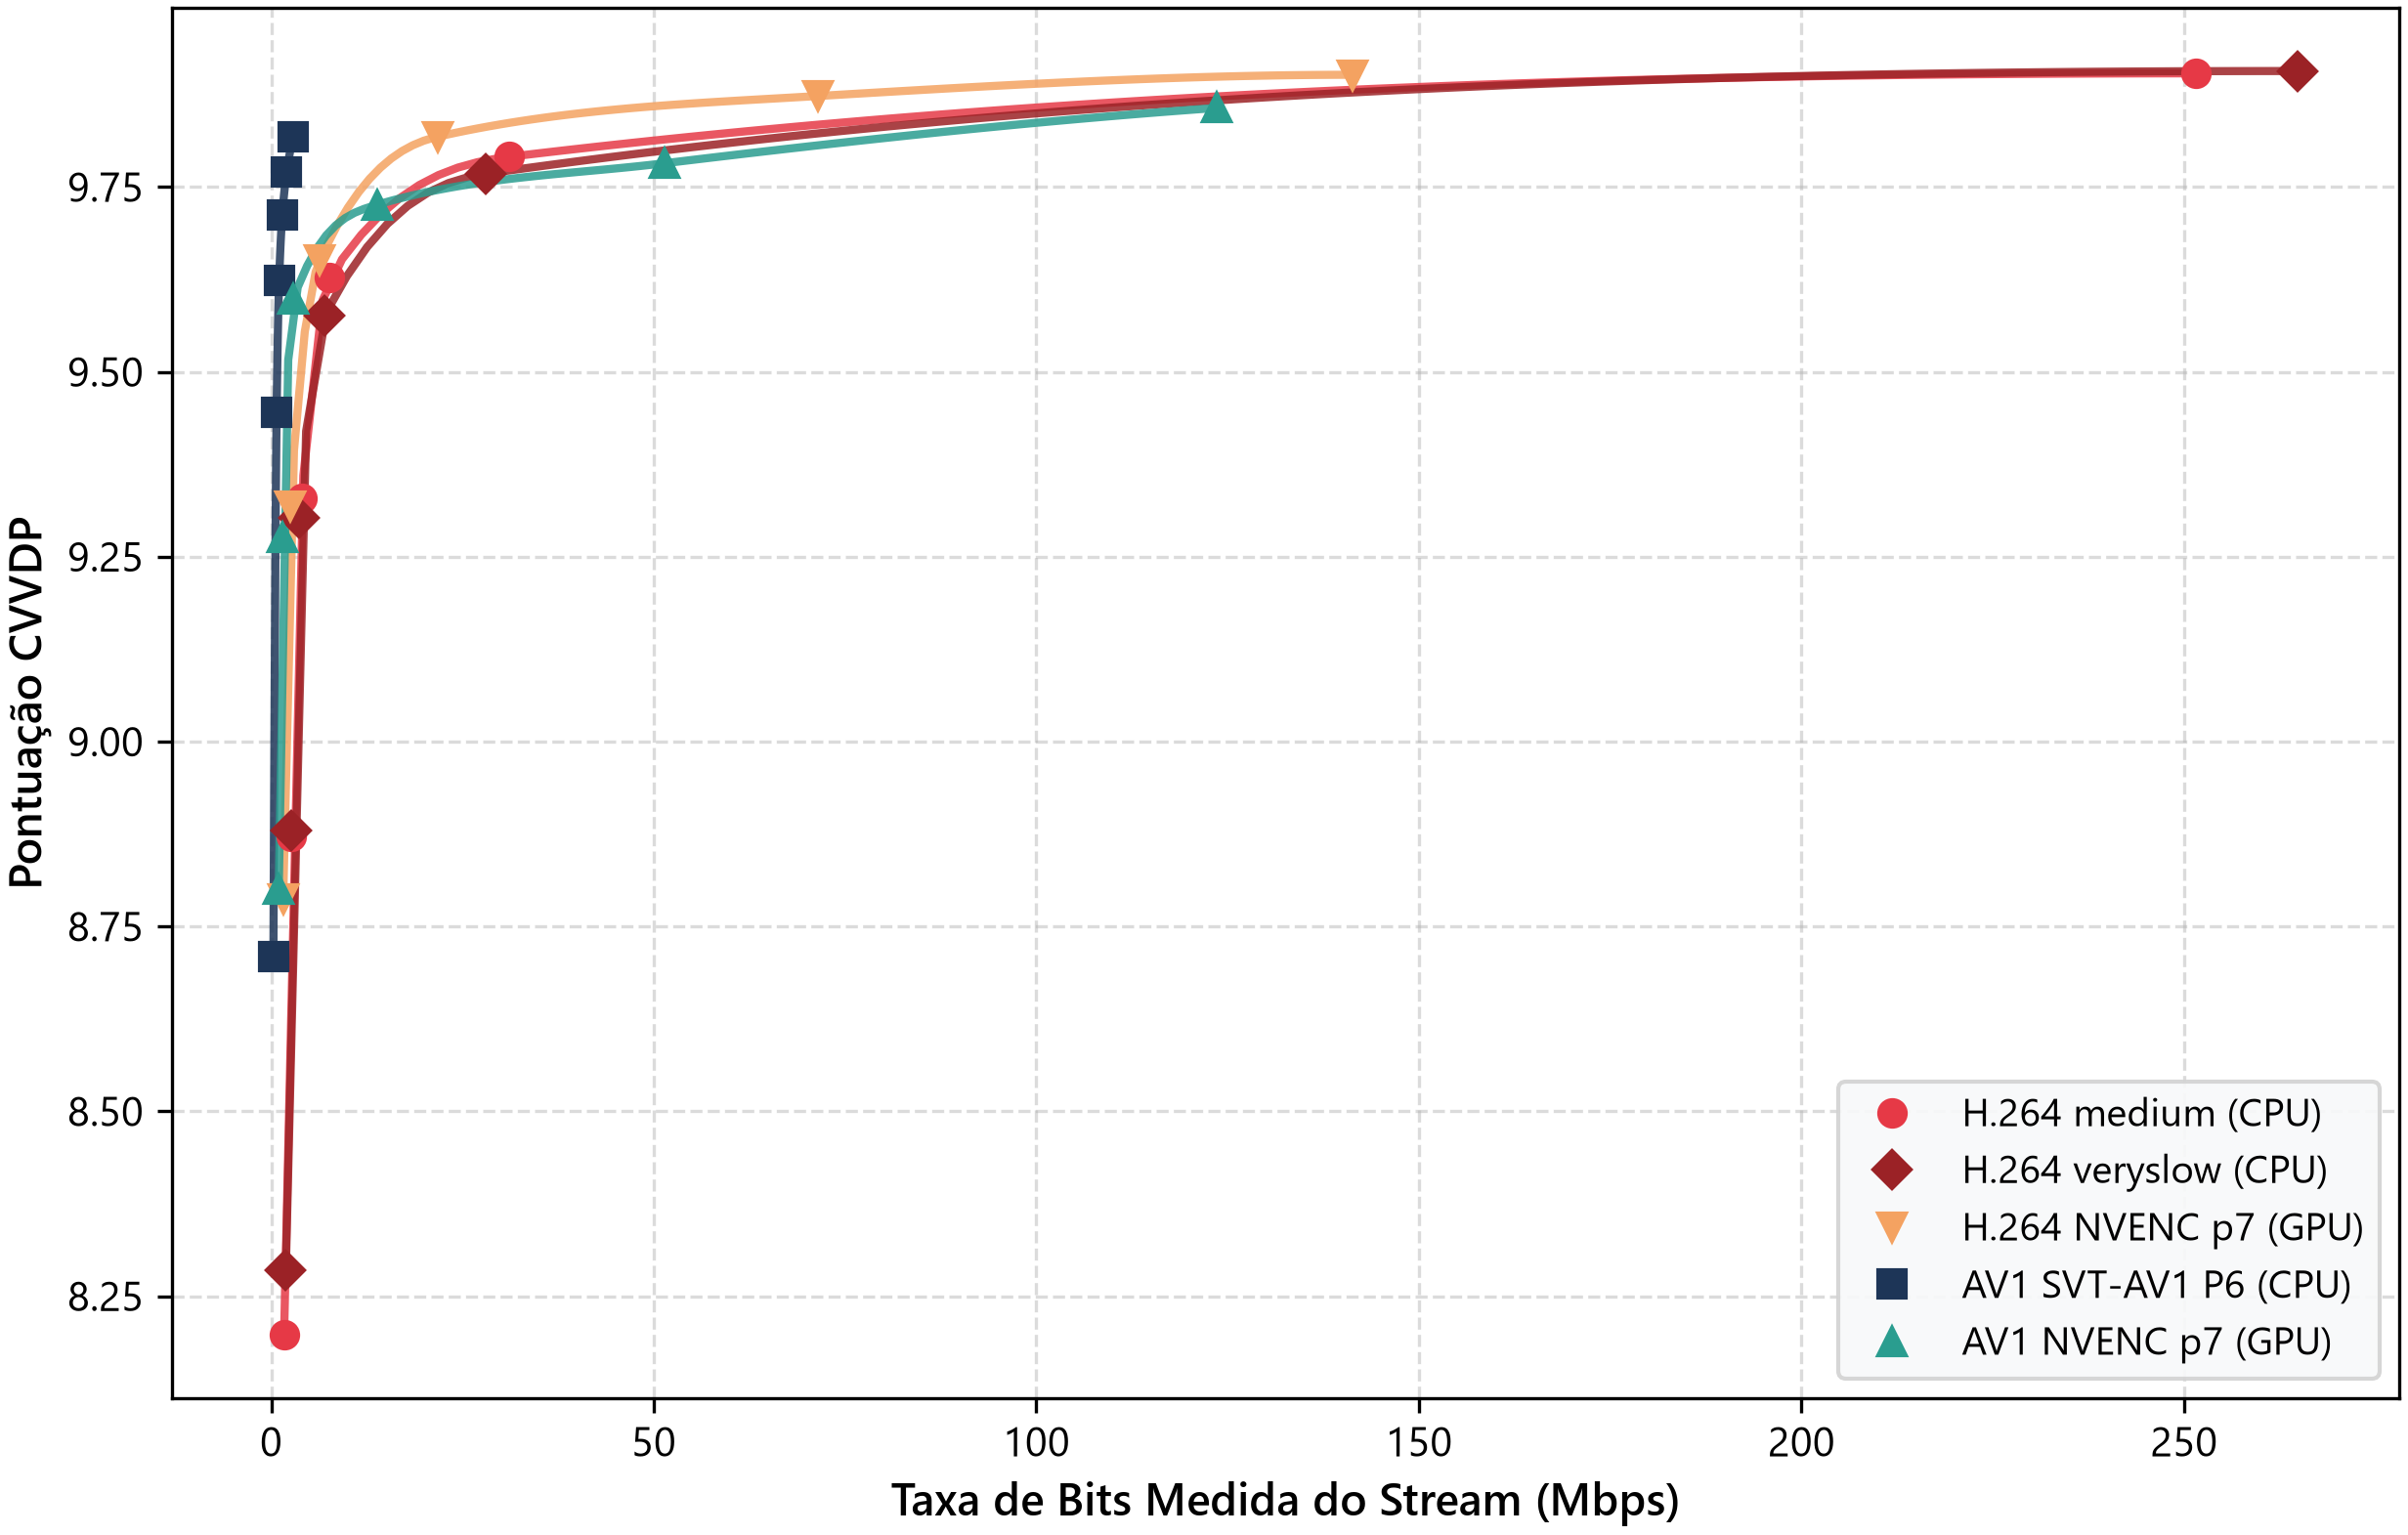 9.75
9.50
9.25
9.00
8.75
8.50
8.25
Pontuação CVVDP
0
50
100
150
200
250
Taxa de Bits Medida do Stream (Mbps)
H.264 medium (CPU)
H.264 veryslow (CPU)
H.264 NVENC p7 (GPU)
AV1 SVT-AV1 P6 (CPU)
AV1 NVENC p7 (GPU)